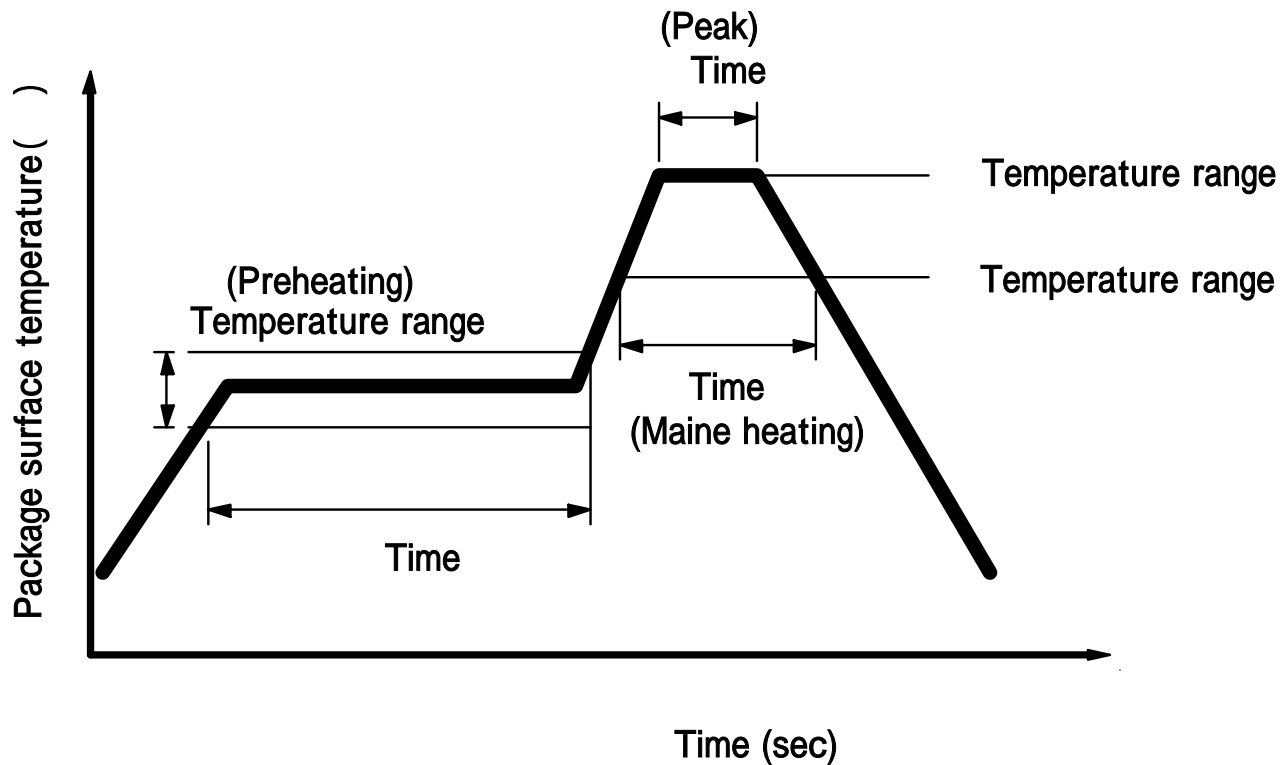 (Peak)
Time
Package surface temperature(  )
Temperature range
(Preheating)
Temperature range
Temperature range
Time
(Maine heating)
Time
Time (sec)